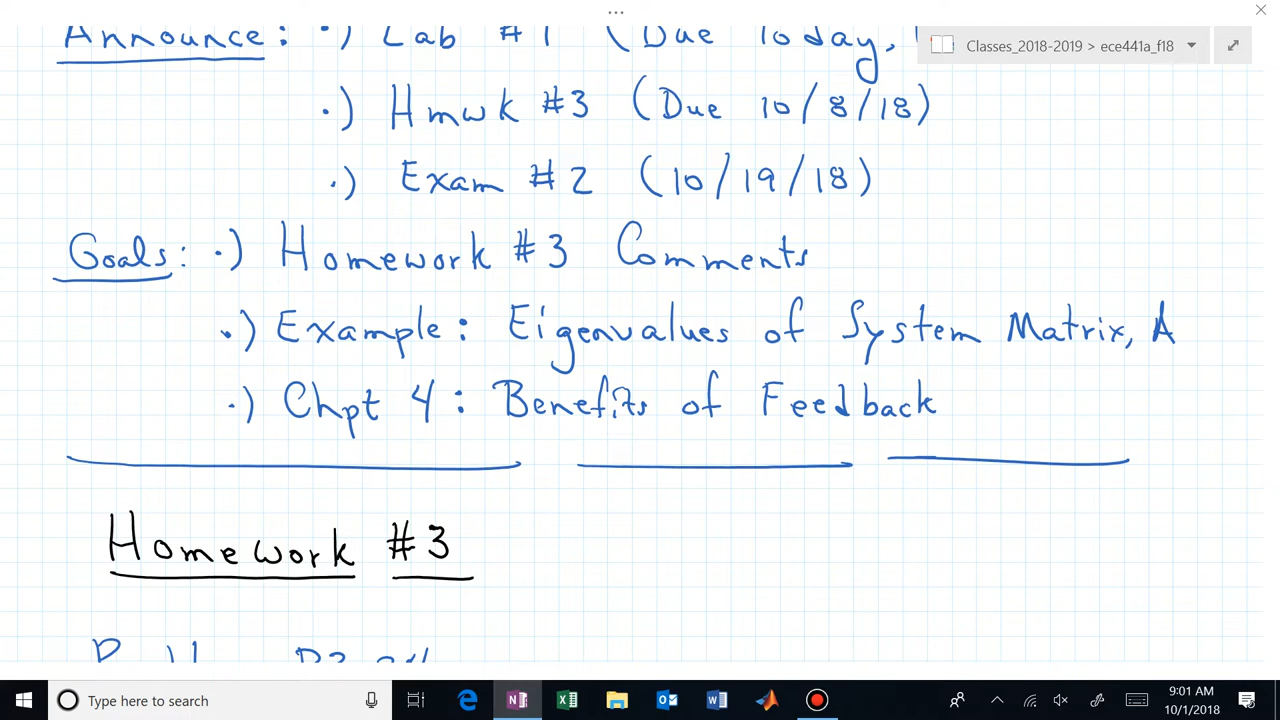 Announce: •) Lab #1 (Due Today,
Classes_2018-2019 > ece441a_f18
•) Hmwk #3 (Due 10/8/18)
•) Exam #2 (10/19/18)
Goals: •) Homework #3 Comments
•) Example: Eigenvalues of System Matrix, A
•) Chpt 4: Benefits of Feedback
Homework #3
Type here to search
9:01 AM
10/1/2018